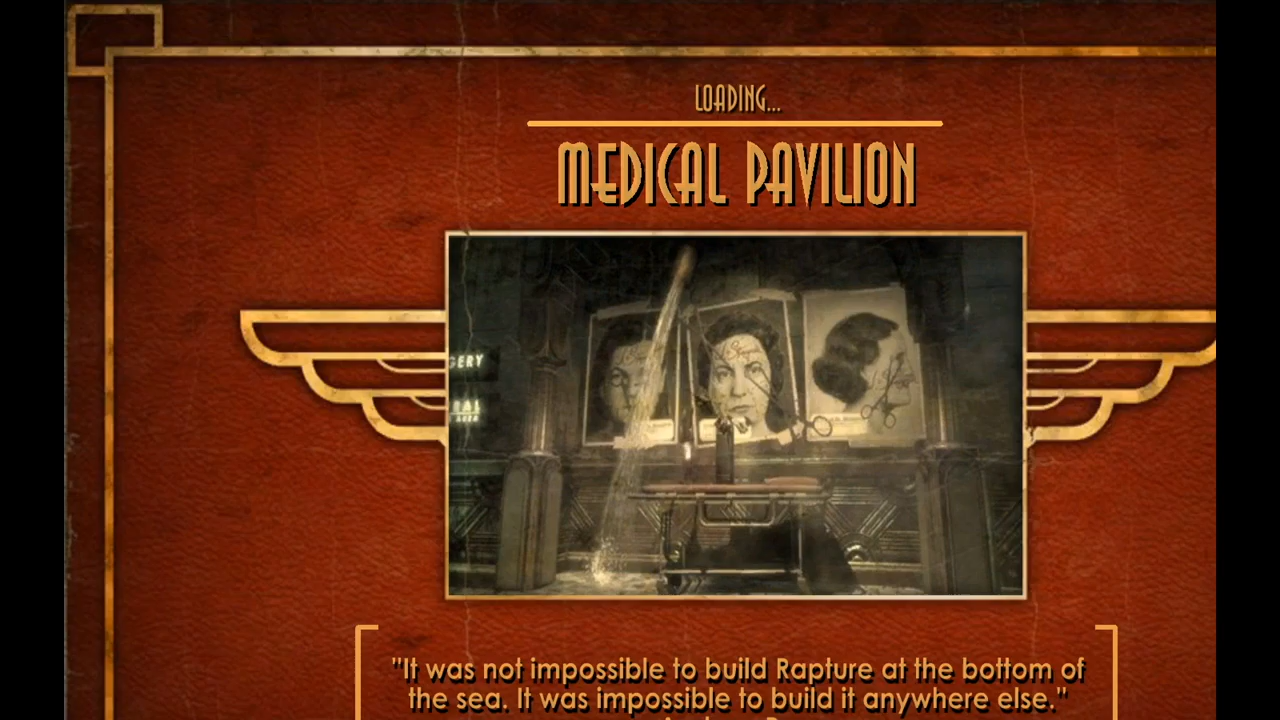 LOADING...
MEDICAL PAVILION
GERY
"It was not impossible to build Rapture at the bottom of
the sea. It was impossible to build it anywhere else."